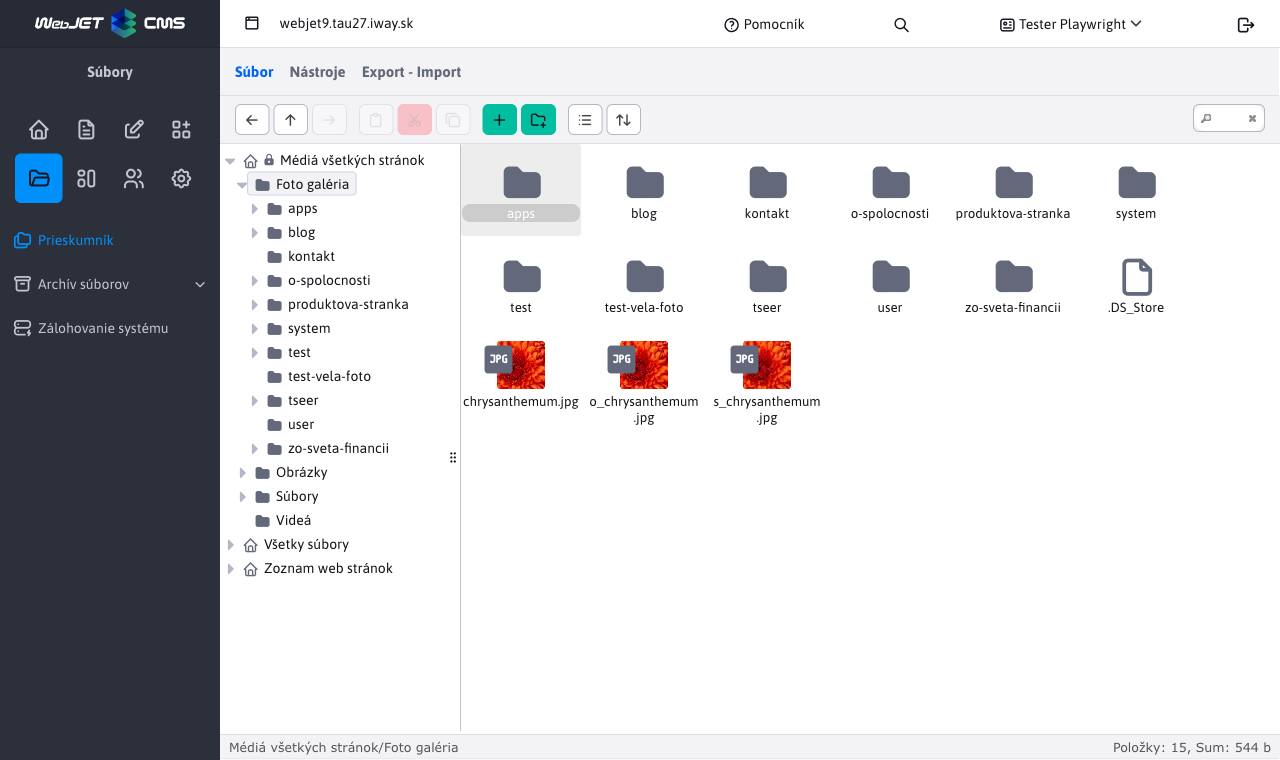 WebJET CMS
webjet9.tau27.iway.sk
Pomocník
Tester Playwright
Súbory
Prieskumník
Archív súborov
Zálohovanie systému
Súbor Nástroje Export - Import
Médiá všetkých stránok
Foto galéria
apps
blog
kontakt
o-spolocnosti
produktova-stranka
system
test
test-vela-foto
tseer
user
zo-sveta-financii
Obrázky
Súbory
Videá
Všetky súbory
Zoznam web stránok
apps
blog
kontakt
o-spolocnosti
produktova-stranka
system
test
test-vela-foto
tseer
user
zo-sveta-financii
.DS_Store
JPG
chrysanthemum.jpg
JPG
o_chrysanthemum
.jpg
JPG
s_chrysanthemum
.jpg
Médiá všetkých stránok/Foto galéria
Položky: 15, Sum: 544 b